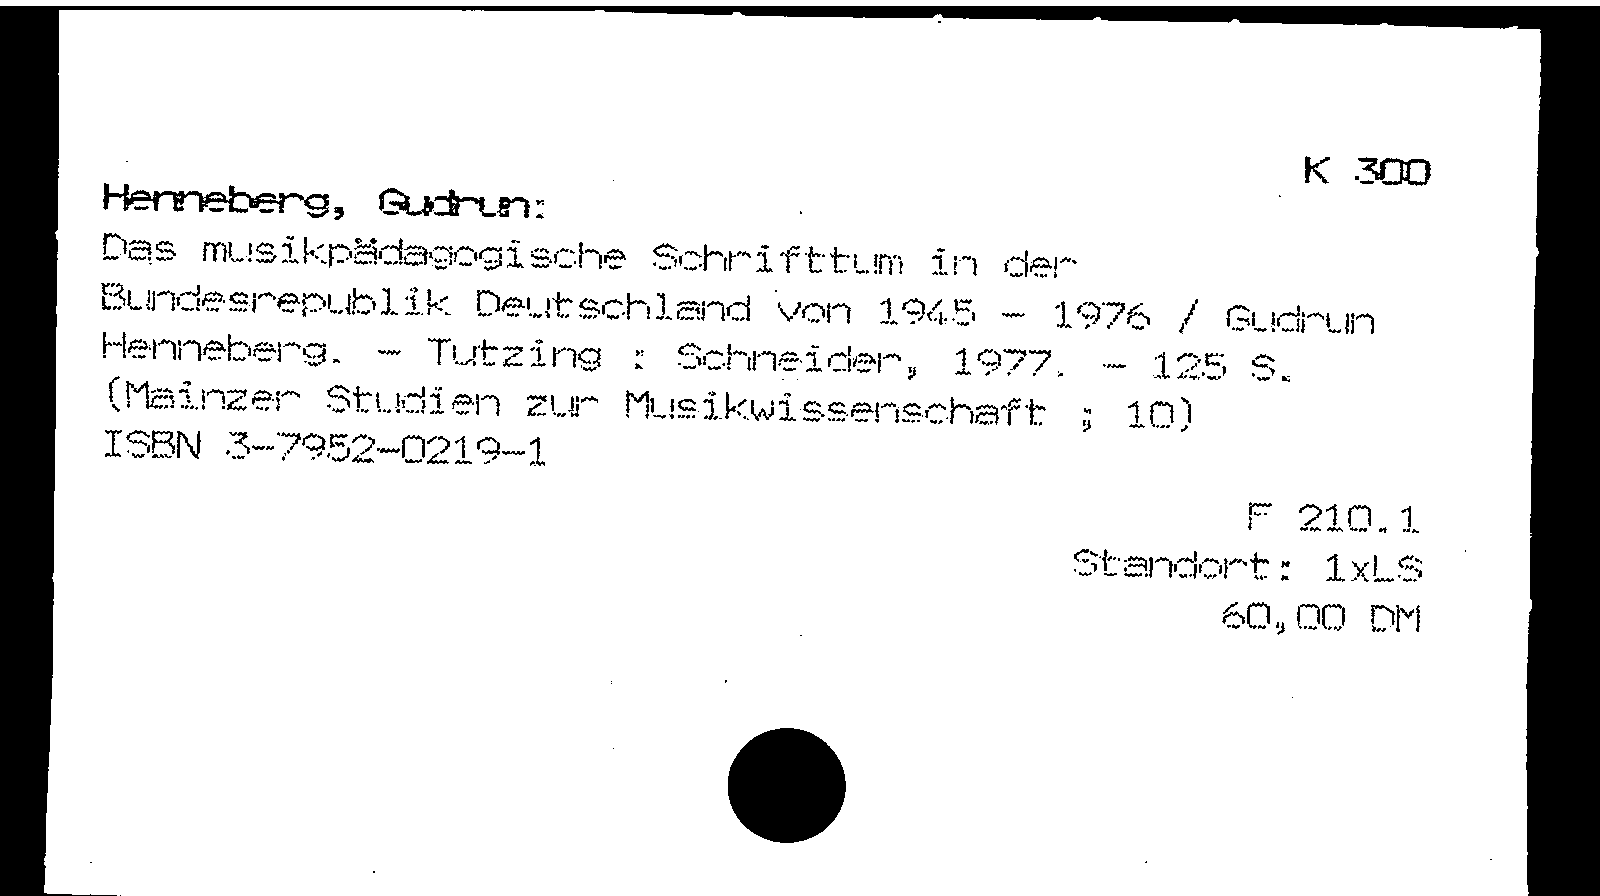 K 300
Henneberg, Gudrun:
Das musikpädagogische Schrifttum in der
Bundesrepublik Deutschland von 1945 - 1976 / Gudrun
Henneberg. - Tutzing : Schneider, 1977. - 125 S.
(Mainzer Studien zur Musikwissenschaft ; 10)
ISBN 3-7952-0219-1
F 210.1
Standort: 1xLS
60,00 DM